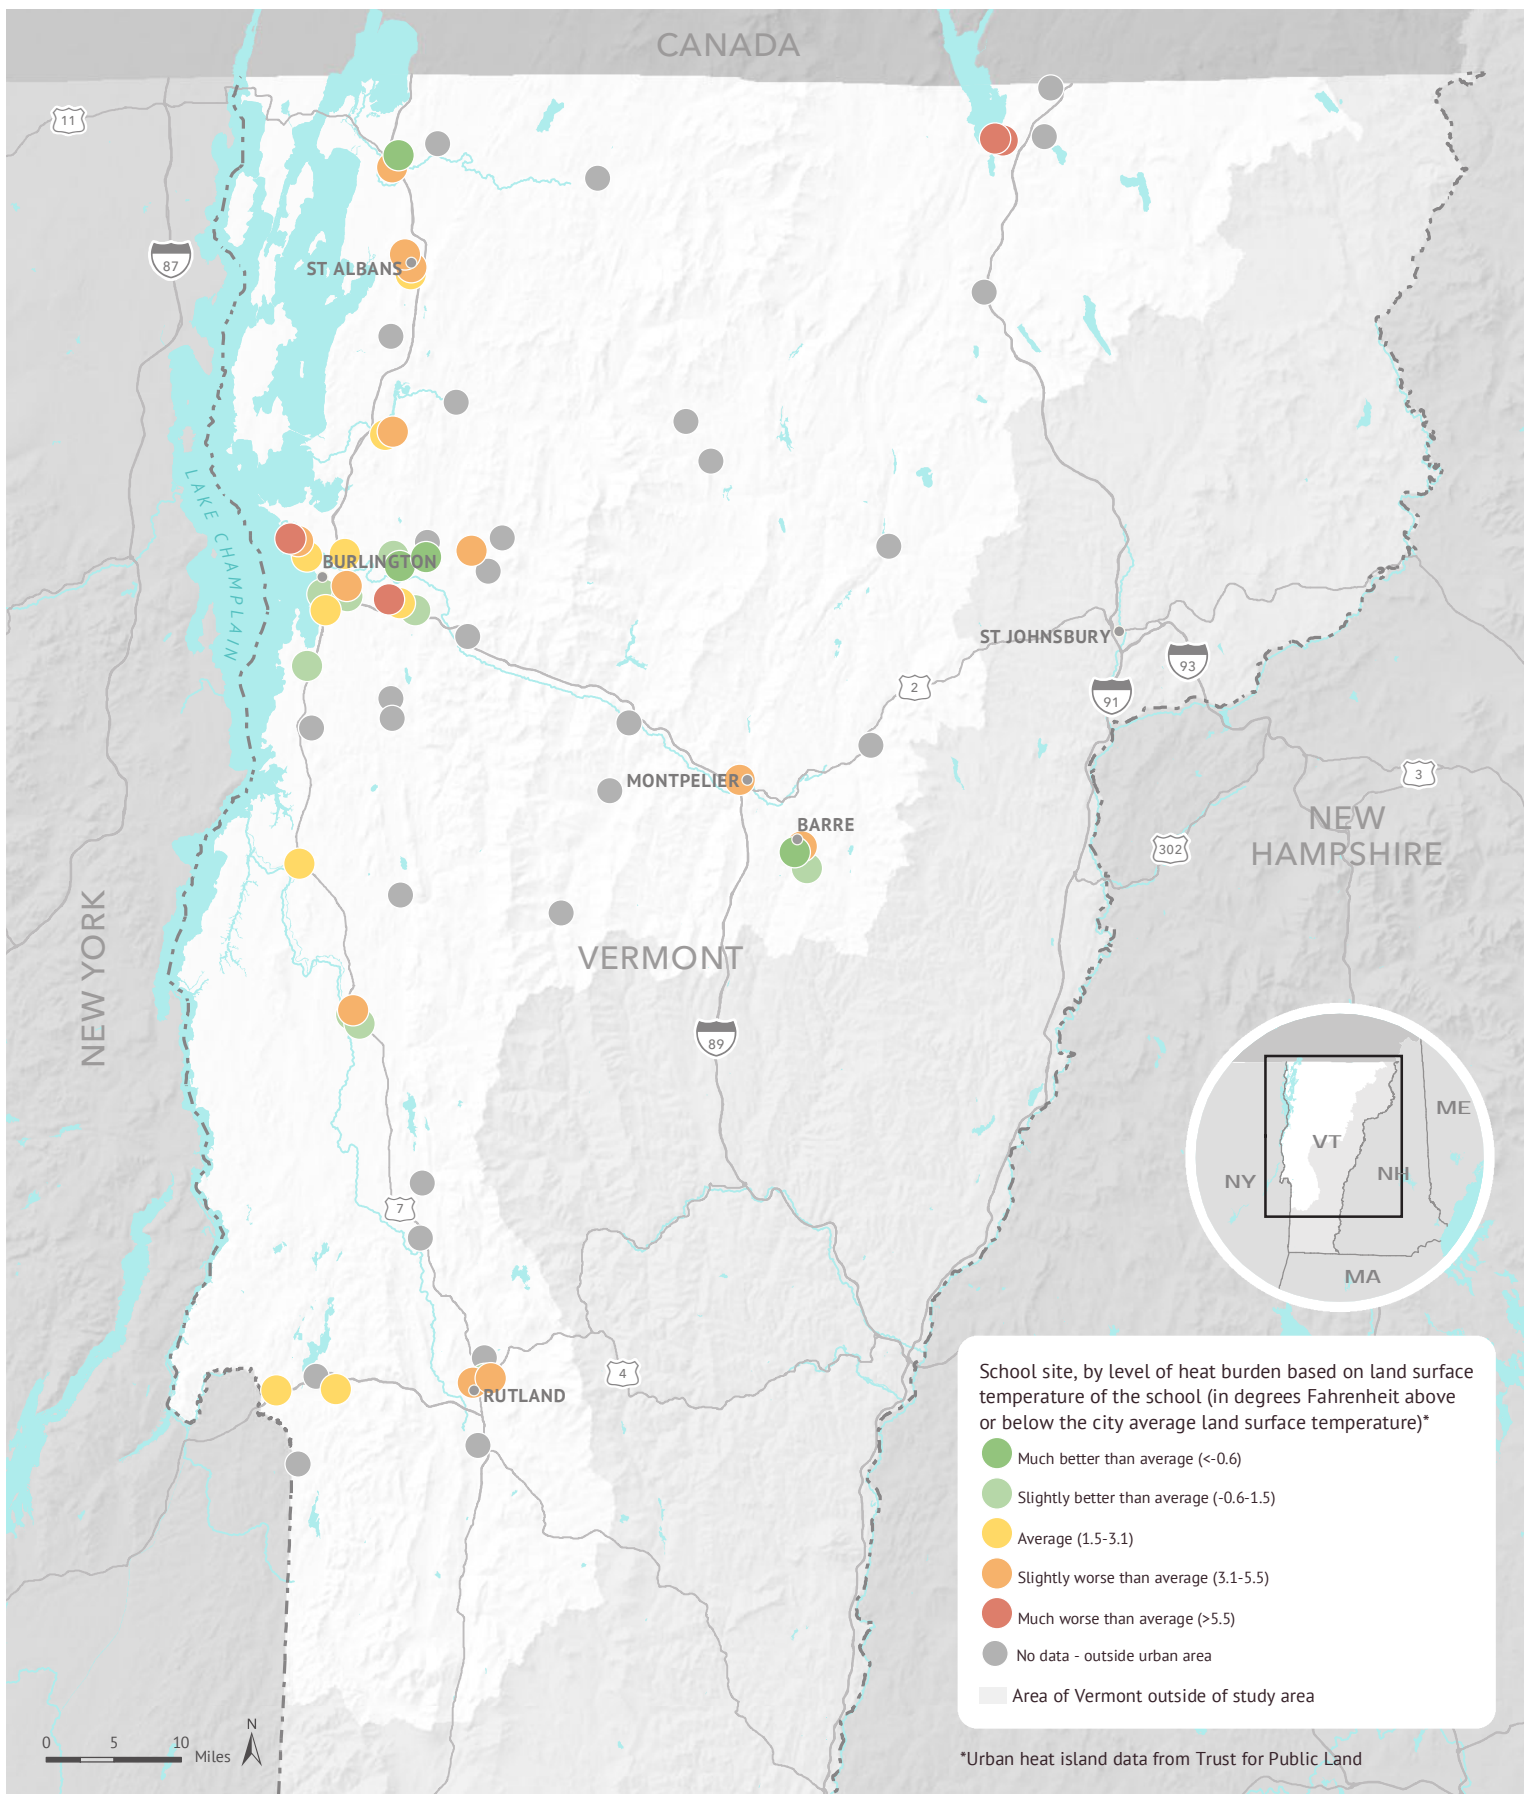 CANADA
11
87
ST ALBANS
LAKE CHAMPLAIN
BURLINGTON
ST JOHNSBURY
93
2
91
MONTPELIER
3
BARRE
NEW
HAMPSHIRE
302
NEW YORK
VERMONT
89
ME
VT
NY
NH
7
MA
4
RUTLAND
School site, by level of heat burden based on land surface
temperature of the school (in degrees Fahrenheit above
or below the city average land surface temperature)*
Much better than average (<-0.6)
Slightly better than average (-0.6-1.5)
Average (1.5-3.1)
Slightly worse than average (3.1-5.5)
Much worse than average (>5.5)
No data - outside urban area
Area of Vermont outside of study area
0 5 10 Miles
N
*Urban heat island data from Trust for Public Land